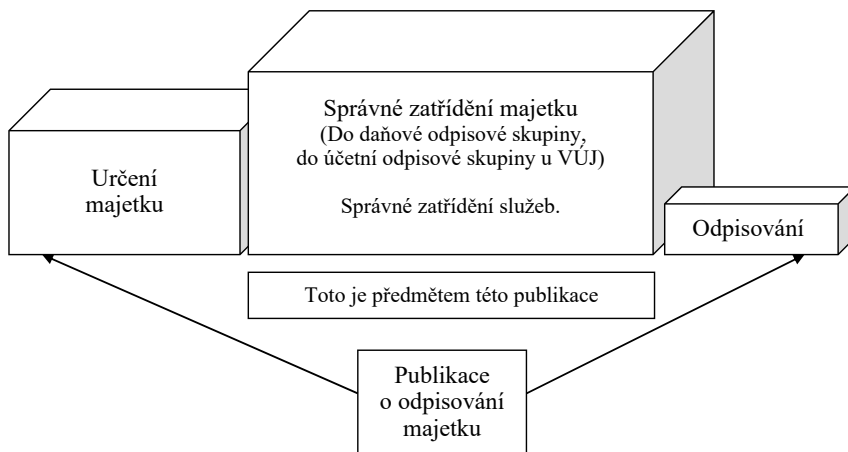 Určení
majetku
Správné zatřídění majetku
(Do daňové odpisové skupiny,
do účetní odpisové skupiny u VÚJ)
Správné zatřídění služeb.
Odpisování
Toto je předmětem této publikace
Publikace
o odpisování
majetku